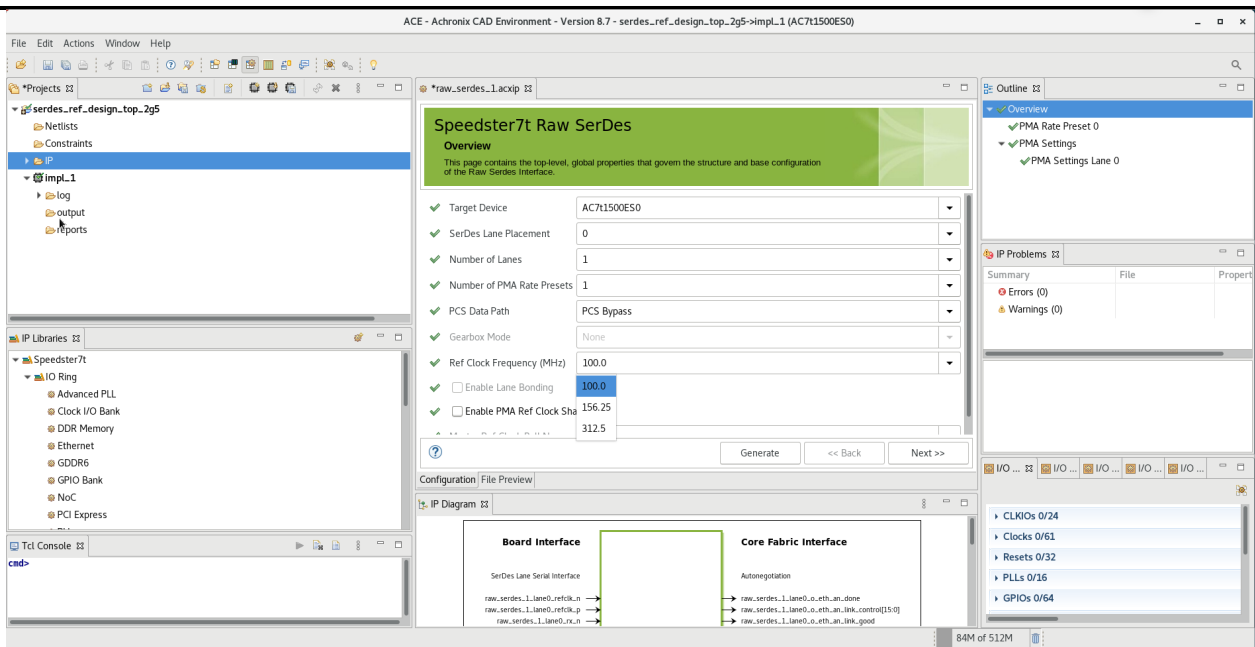 ACE - Achronix CAD Environment - Version 8.7 - serdes_ref_design_top_2g5->impl_1 (AC7t1500ES0)
File Edit Actions Window Help
*Projects
serdes_ref_design_top_2g5
Netlists
Constraints
IP
impl_1
log
output
reports
IP Libraries
Speedster7t
IO Ring
Advanced PLL
Clock I/O Bank
DDR Memory
Ethernet
GDDR6
GPIO Bank
NoC
PCI Express
Tcl Console
cmd>
*raw_serdes_1.acxip
Speedster7t Raw SerDes
Overview
This page contains the top-level, global properties that govern the structure and base configuration
of the Raw Serdes Interface.
Target Device AC7t1500ES0
SerDes Lane Placement 0
Number of Lanes 1
Number of PMA Rate Presets 1
PCS Data Path PCS Bypass
Gearbox Mode None
Ref Clock Frequency (MHz) 100.0
Enable Lane Bonding 100.0
Enable PMA Ref Clock Sha 156.25
312.5
Generate << Back Next >>
Configuration File Preview
IP Diagram
Board Interface Core Fabric Interface
SerDes Lane Serial Interface Autonegotiation
raw_serdes_1_lane0_refclk_n raw_serdes_1_lane0_o_eth_an_done
raw_serdes_1_lane0_refclk_p raw_serdes_1_lane0_o_eth_an_link_control[15:0]
raw_serdes_1_lane0_rx_n raw_serdes_1_lane0_o_eth_an_link_good
Outline
Overview
PMA Rate Preset 0
PMA Settings
PMA Settings Lane 0
IP Problems
Summary File Propert
Errors (0)
Warnings (0)
I/O ... I/O ... I/O ... I/O ... I/O ...
CLKIOs 0/24
Clocks 0/61
Resets 0/32
PLLs 0/16
GPIOs 0/64
84M of 512M